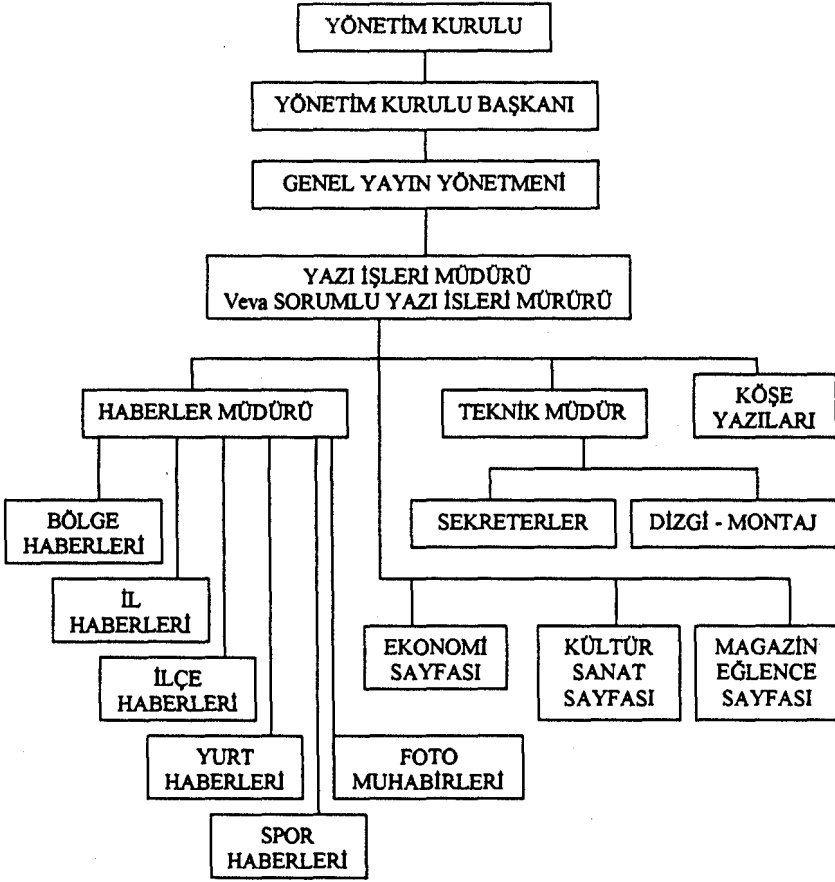 YÖNETİM KURULU
YÖNETİM KURULU BAŞKANI
GENEL YAYIN YÖNETMENİ
YAZI İŞLERİ MÜDÜRÜ
Veva SORUMLU YAZI İSLERİ MÜRÜRÜ
HABERLER MÜDÜRÜ
TEKNİK MÜDÜR
KÖŞE
YAZILARI
BÖLGE
HABERLERİ
SEKRETERLER
DİZGİ - MONTAJ
İL
HABERLERİ
EKONOMİ
SAYFASI
KÜLTÜR
SANAT
SAYFASI
MAGAZİN
EĞLENCE
SAYFASI
İLÇE
HABERLERİ
YURT
HABERLERİ
FOTO
MUHABİRLERİ
SPOR
HABERLERİ